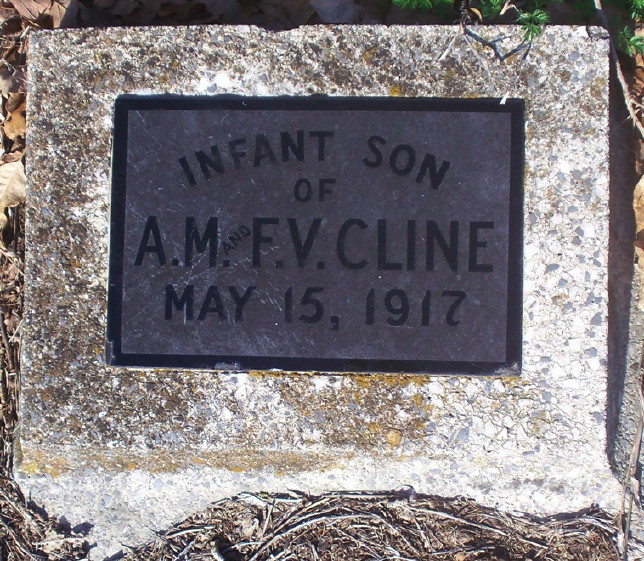 INFANT SON
OF
A.M. AND F.V. CLINE
MAY 15, 1917